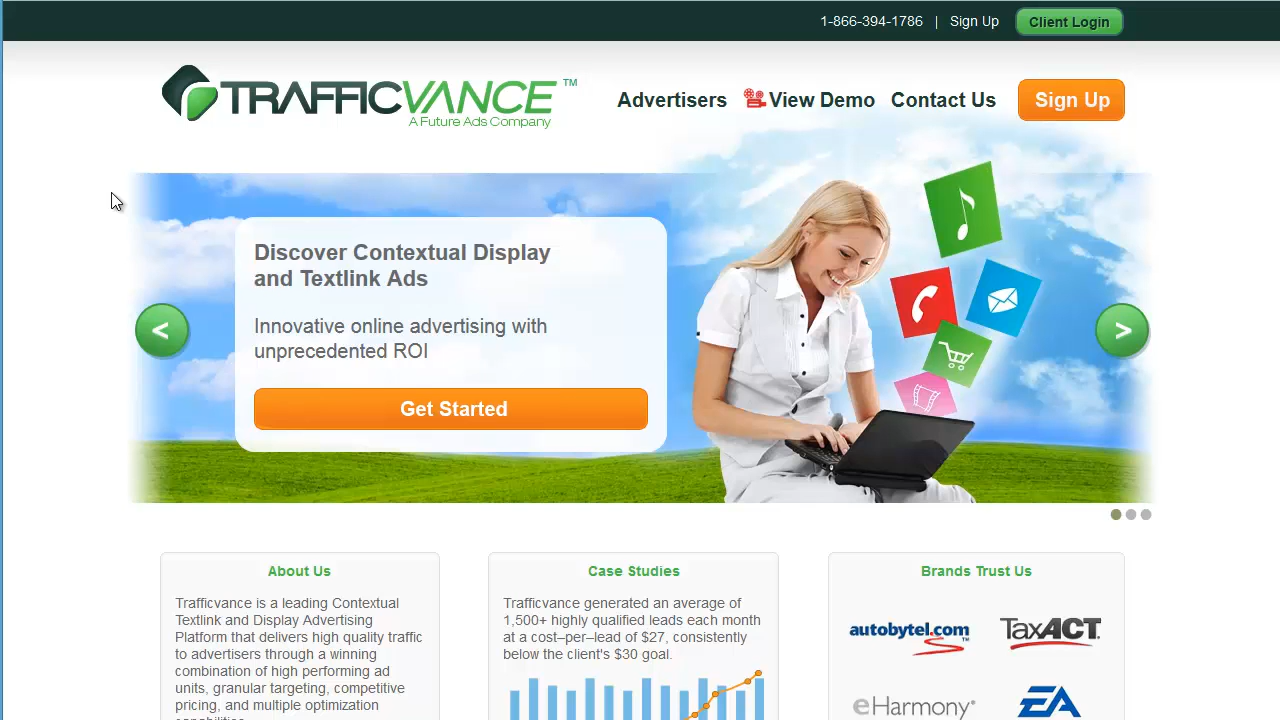 1-866-394-1786 | Sign Up Client Login
TRAFFICVANCE™
A Future Ads Company
Advertisers View Demo Contact Us Sign Up
Discover Contextual Display
and Textlink Ads
Innovative online advertising with
unprecedented ROI
Get Started
<
>
About Us
Trafficvance is a leading Contextual
Textlink and Display Advertising
Platform that delivers high quality traffic
to advertisers through a winning
combination of high performing ad
units, granular targeting, competitive
pricing, and multiple optimization
capabilities.
Case Studies
Trafficvance generated an average of
1,500+ highly qualified leads each month
at a cost–per–lead of $27, consistently
below the client's $30 goal.
Brands Trust Us
autobytel.com™
TaxACT.
eHarmony®
EA